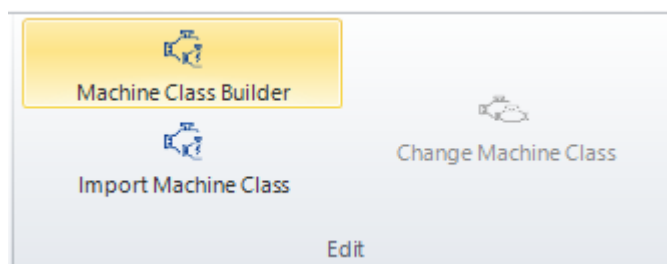 Machine Class Builder
Import Machine Class
Change Machine Class
Edit